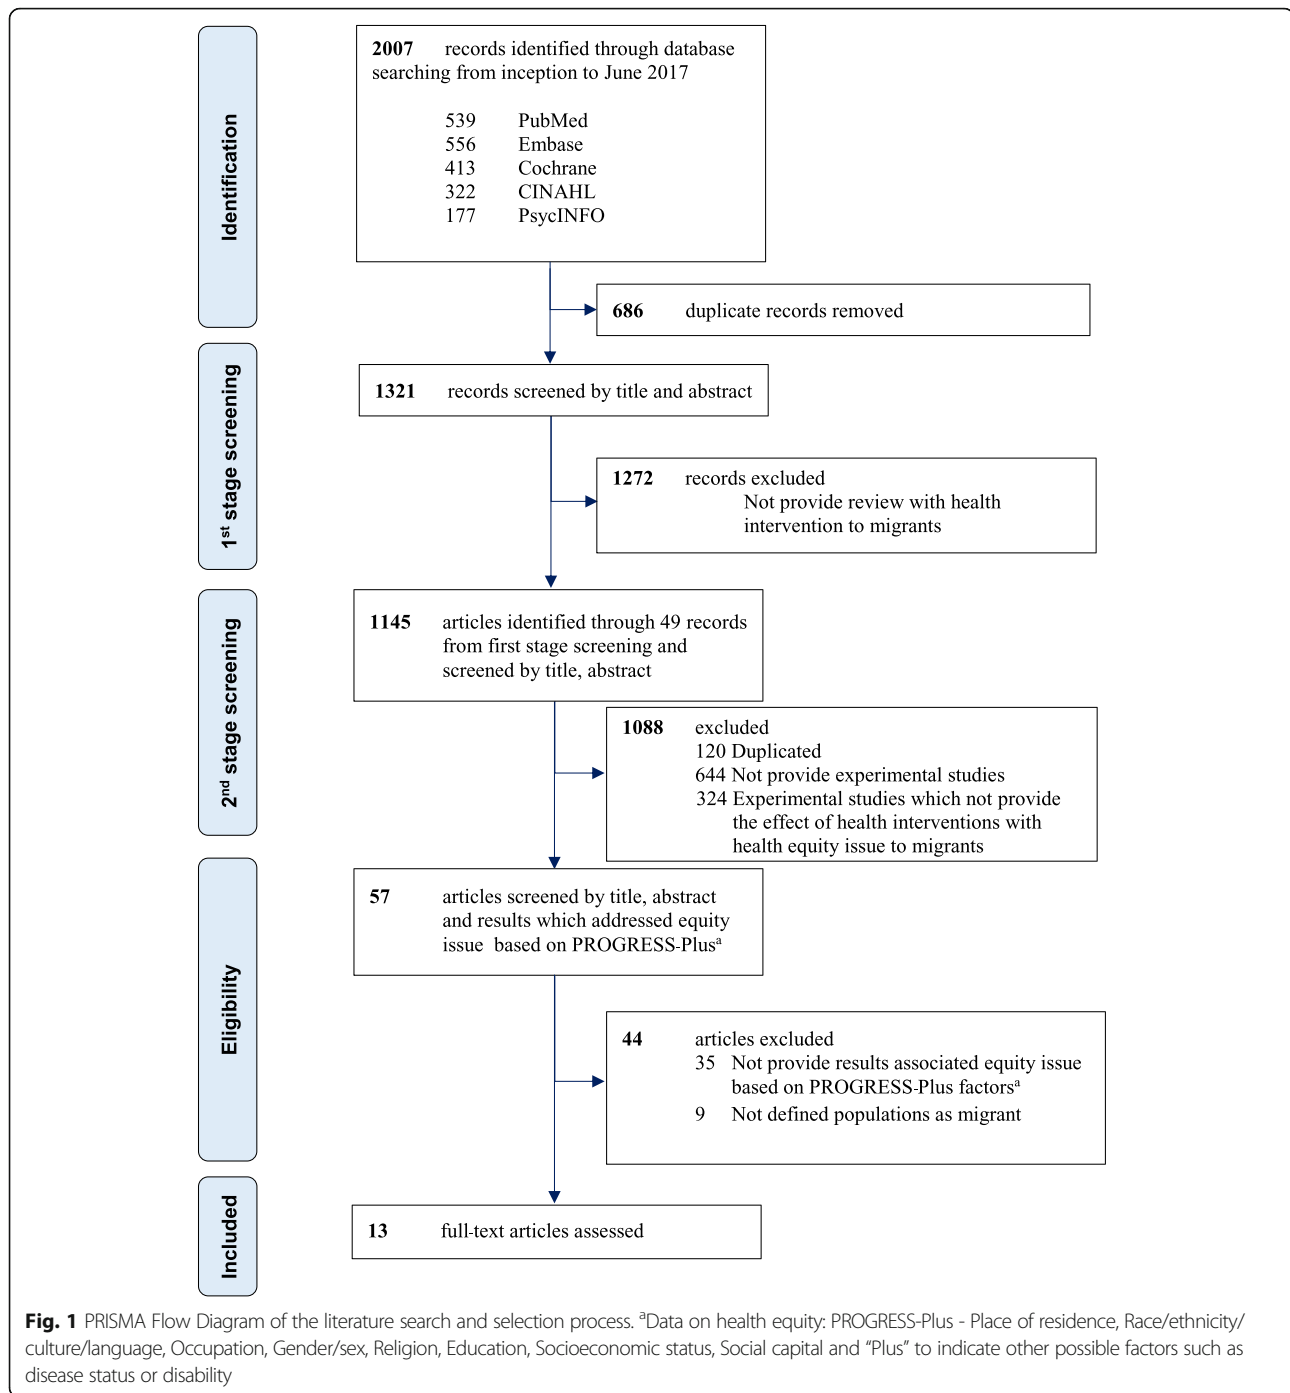 Identification
2007 records identified through database
searching from inception to June 2017
539 PubMed
556 Embase
413 Cochrane
322 CINAHL
177 PsycINFO
686 duplicate records removed
1st stage screening
1321 records screened by title and abstract
1272 records excluded
Not provide review with health
intervention to migrants
2nd stage screening
1145 articles identified through 49 records
from first stage screening and
screened by title, abstract
1088 excluded
120 Duplicated
644 Not provide experimental studies
324 Experimental studies which not provide
the effect of health interventions with
health equity issue to migrants
Eligibility
57 articles screened by title, abstract
and results which addressed equity
issue based on PROGRESS-Plusa
44 articles excluded
35 Not provide results associated equity issue
based on PROGRESS-Plus factorsa
9 Not defined populations as migrant
Included
13 full-text articles assessed
Fig. 1 PRISMA Flow Diagram of the literature search and selection process. aData on health equity: PROGRESS-Plus - Place of residence, Race/ethnicity/
culture/language, Occupation, Gender/sex, Religion, Education, Socioeconomic status, Social capital and “Plus” to indicate other possible factors such as
disease status or disability